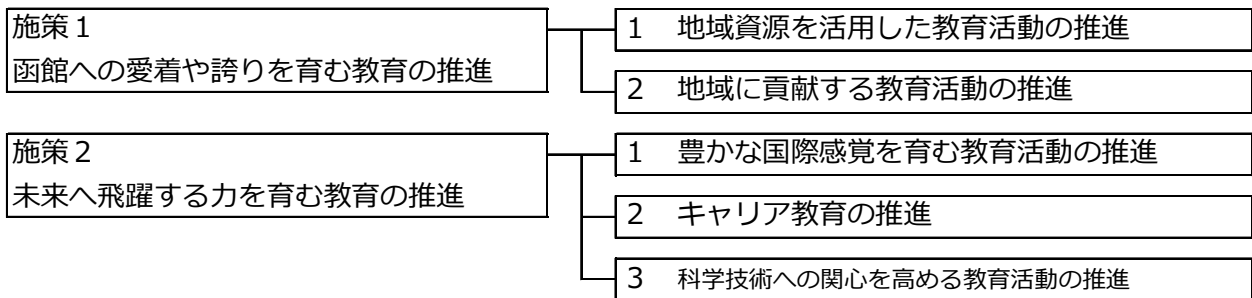 施策１
函館への愛着や誇りを育む教育の推進
1 地域資源を活用した教育活動の推進
2 地域に貢献する教育活動の推進
施策２
未来へ飛躍する力を育む教育の推進
1 豊かな国際感覚を育む教育活動の推進
2 キャリア教育の推進
3 科学技術への関心を高める教育活動の推進